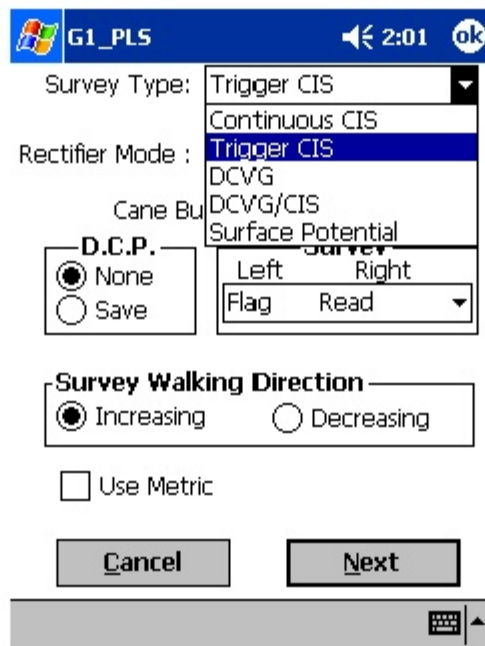 G1_PLS 2:01 ok
Survey Type: Trigger CIS
Continuous CIS
Rectifier Mode : Trigger CIS
DCVG
Cane Bu DCVG/CIS
Surface Potential
D.C.P. Survey
None Left Right
Save Flag Read
Survey Walking Direction
Increasing Decreasing
Use Metric
Cancel Next